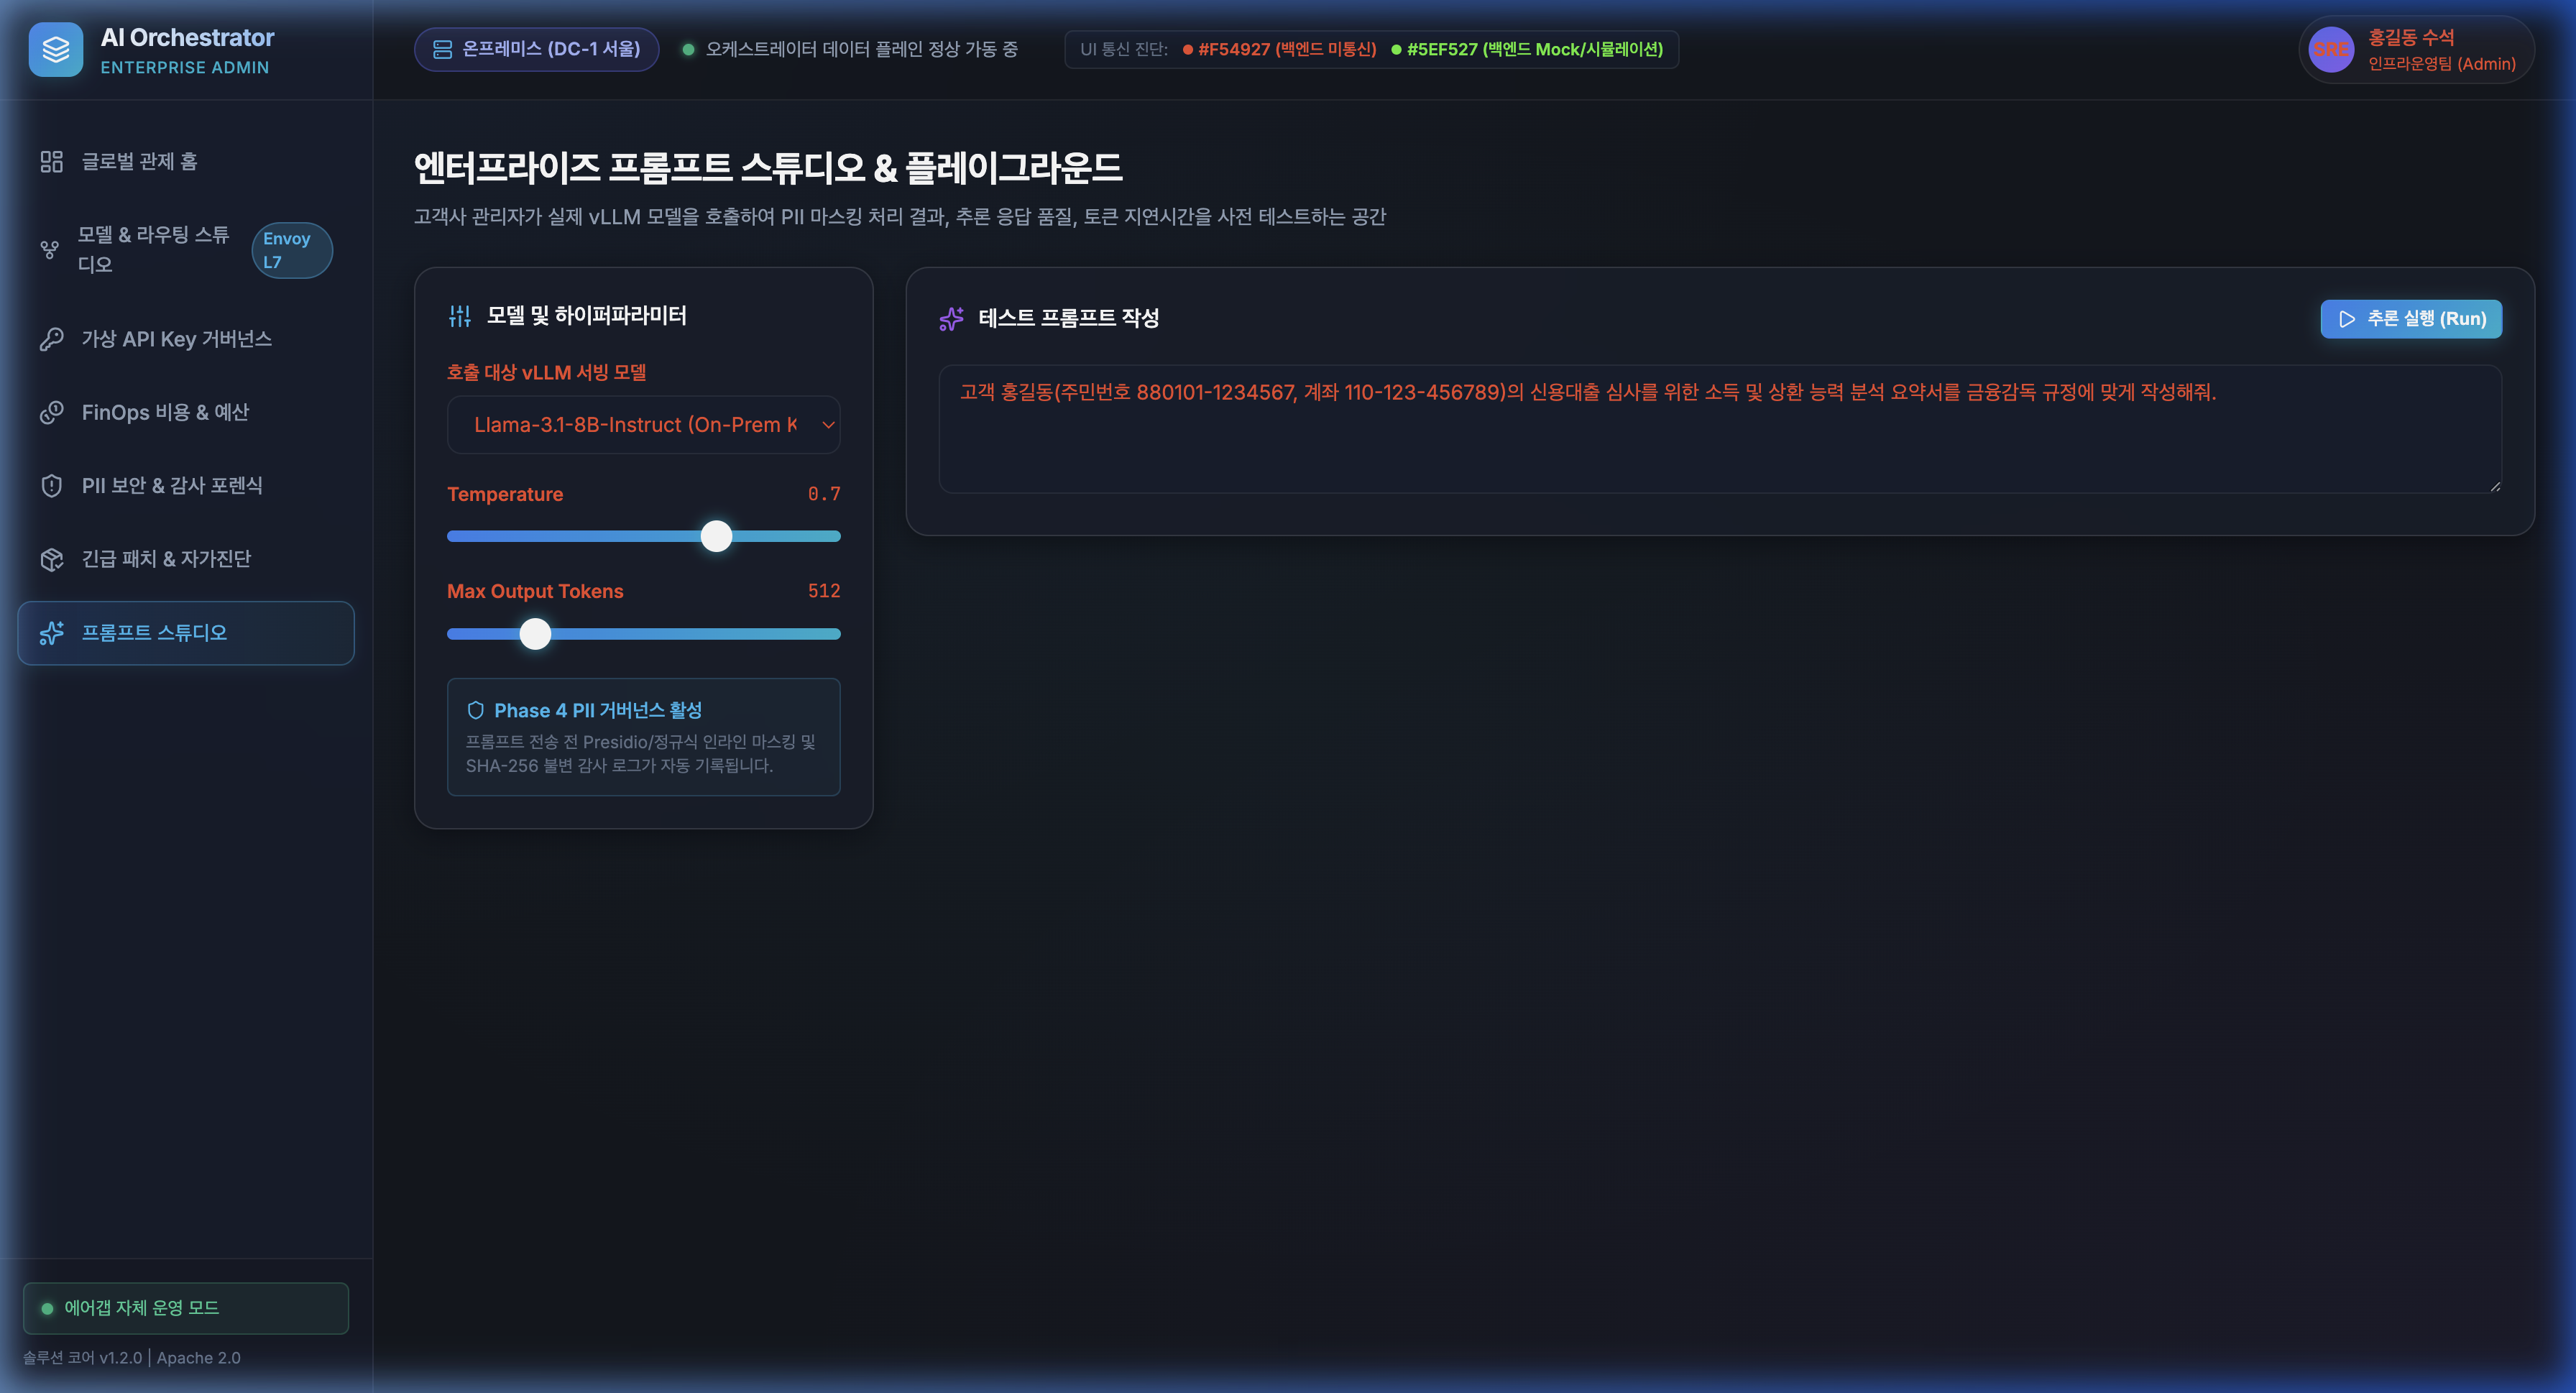 AI Orchestrator
ENTERPRISE ADMIN
온프레미스 (DC-1 서울)
오케스트레이터 데이터 플레인 정상 가동 중
UI 통신 진단: #F54927 (백엔드 미통신) #5EF527 (백엔드 Mock/시뮬레이션)
SRE
홍길동 수석
인프라운영팀 (Admin)
글로벌 관제 홈
모델 & 라우팅 스튜
디오
Envoy
L7
가상 API Key 거버넌스
FinOps 비용 & 예산
PII 보안 & 감사 포렌식
긴급 패치 & 자가진단
프롬프트 스튜디오
에어갭 자체 운영 모드
솔루션 코어 v1.2.0 | Apache 2.0
엔터프라이즈 프롬프트 스튜디오 & 플레이그라운드
고객사 관리자가 실제 vLLM 모델을 호출하여 PII 마스킹 처리 결과, 추론 응답 품질, 토큰 지연시간을 사전 테스트하는 공간
모델 및 하이퍼파라미터
호출 대상 vLLM 서빙 모델
Llama-3.1-8B-Instruct (On-Prem K
Temperature 0.7
Max Output Tokens 512
Phase 4 PII 거버넌스 활성
프롬프트 전송 전 Presidio/정규식 인라인 마스킹 및
SHA-256 불변 감사 로그가 자동 기록됩니다.
테스트 프롬프트 작성
추론 실행 (Run)
고객 홍길동(주민번호 880101-1234567, 계좌 110-123-456789)의 신용대출 심사를 위한 소득 및 상환 능력 분석 요약서를 금융감독 규정에 맞게 작성해줘.